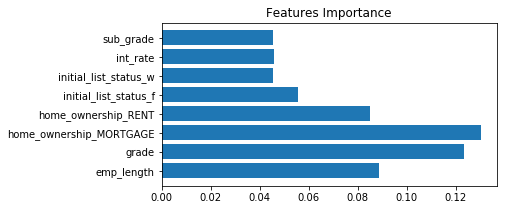 Features Importance
sub_grade
int_rate
initial_list_status_w
initial_list_status_f
home_ownership_RENT
home_ownership_MORTGAGE
grade
emp_length
0.00 0.02 0.04 0.06 0.08 0.10 0.12